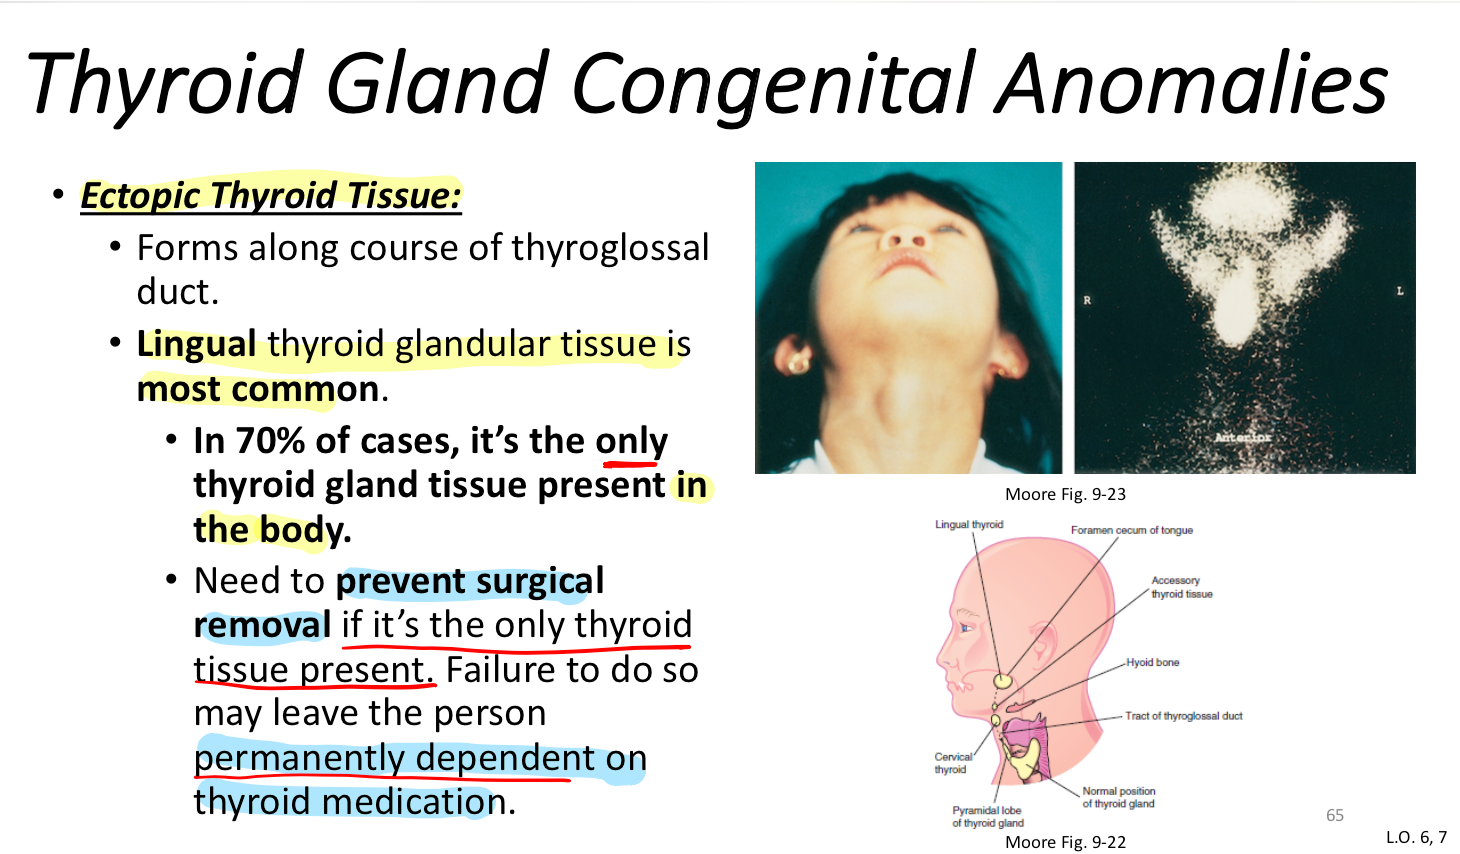 Thyroid Gland Congenital Anomalies
• Ectopic Thyroid Tissue:
• Forms along course of thyroglossal
duct.
• Lingual thyroid glandular tissue is
most common.
• In 70% of cases, it's the only
thyroid gland tissue present in
the body.
• Need to prevent surgical
removal if it's the only thyroid
tissue present. Failure to do so
may leave the person
permanently dependent on
thyroid medication.
R
L
Anterior
Moore Fig. 9-23
Lingual thyroid
Foramen cecum of tongue
Accessory
thyroid tissue
Hyoid bone
Tract of thyroglossal duct
Cervical
thyroid
Normal position
of thyroid gland
Pyramidal lobe
of thyroid gland
Moore Fig. 9-22
65
L.O. 6, 7